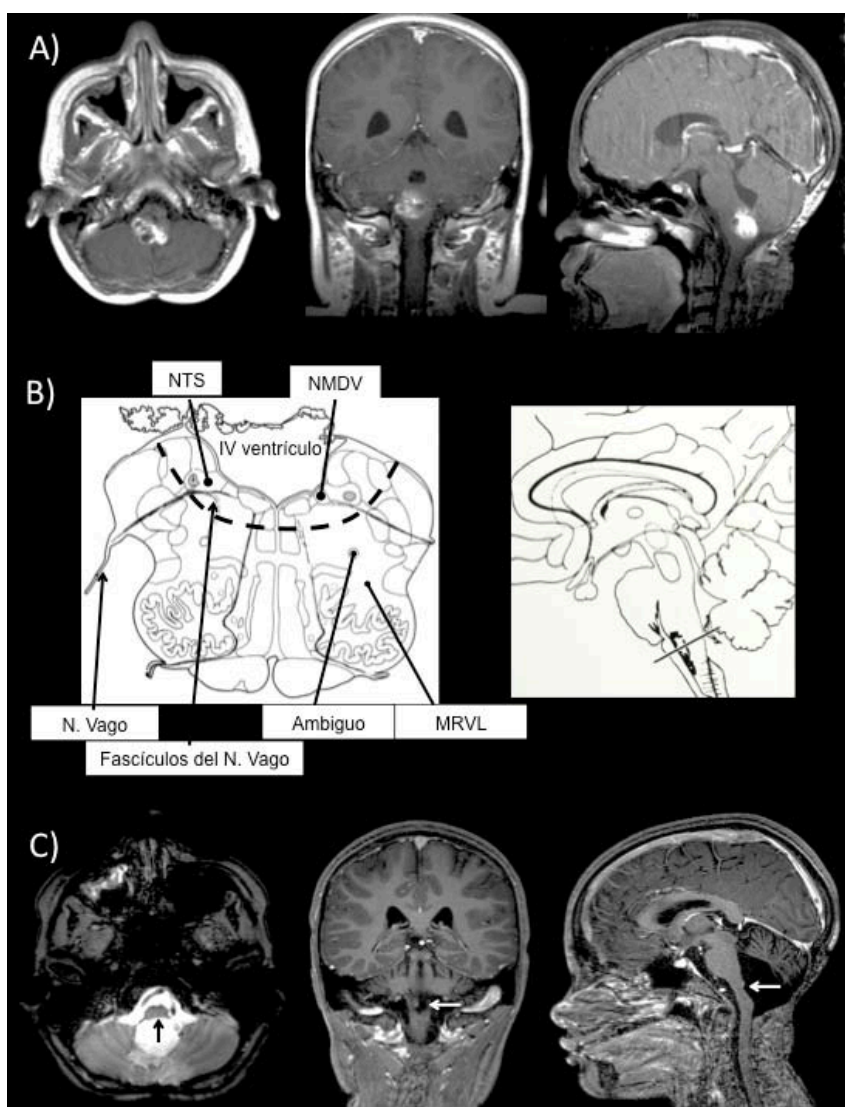 A)
B)
NTS
NMDV
IV ventrículo
N. Vago
Ambiguo
MRVL
Fascículos del N. Vago
C)